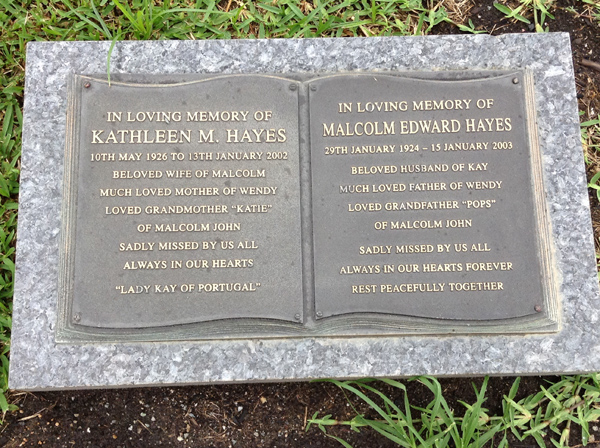 IN LOVING MEMORY OF
KATHLEEN M. HAYES
10TH MAY 1926 TO 13TH JANUARY 2002
BELOVED WIFE OF MALCOLM
MUCH LOVED MOTHER OF WENDY
LOVED GRANDMOTHER "KATIE"
OF MALCOLM JOHN
SADLY MISSED BY US ALL
ALWAYS IN OUR HEARTS
"LADY KAY OF PORTUGAL"
IN LOVING MEMORY OF
MALCOLM EDWARD HAYES
29TH JANUARY 1924 – 15 JANUARY 2003
BELOVED HUSBAND OF KAY
MUCH LOVED FATHER OF WENDY
LOVED GRANDFATHER "POPS"
OF MALCOLM JOHN
SADLY MISSED BY US ALL
ALWAYS IN OUR HEARTS FOREVER
REST PEACEFULLY TOGETHER